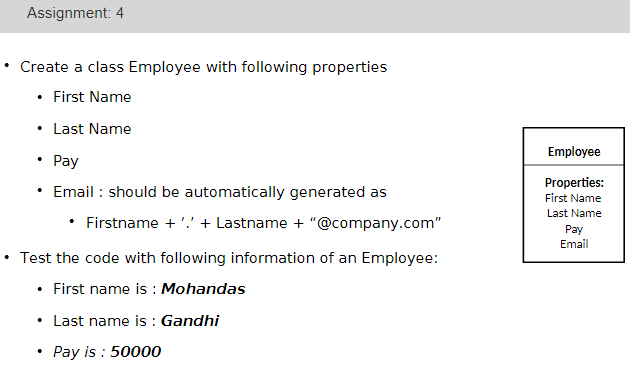 Assignment: 4
• Create a class Employee with following properties
• First Name
• Last Name
• Pay
• Email : should be automatically generated as
• Firstname + '.' + Lastname + “@company.com”
• Test the code with following information of an Employee:
• First name is : Mohandas
• Last name is : Gandhi
• Pay is : 50000
Employee
Properties:
First Name
Last Name
Pay
Email